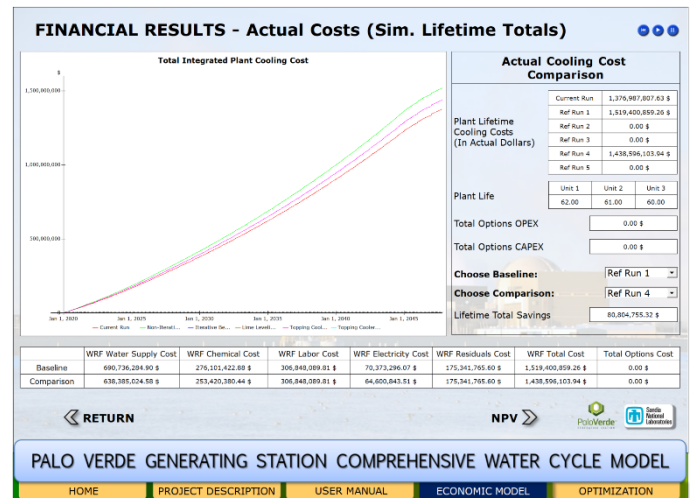 FINANCIAL RESULTS - Actual Costs (Sim. Lifetime Totals)
Total Integrated Plant Cooling Cost
$
1,500,000,000
1,000,000,000
500,000,000
Jan 1, 2020 Jan 1, 2025 Jan 1, 2030 Jan 1, 2035 Jan 1, 2040 Jan 1, 2045
Current Run Iterative Se... Lime Level... Topping Cool... Topping Cooler...
Actual Cooling Cost
Comparison
Plant Lifetime
Cooling Costs
(In Actual Dollars)
Current Run 1,376,987,807.63 $
Ref Run 1 1,519,400,859.26 $
Ref Run 2 0.00 $
Ref Run 3 0.00 $
Ref Run 4 1,438,596,103.94 $
Ref Run 5 0.00 $
Plant Life
Unit 1 Unit 2 Unit 3
62.00 61.00 60.00
Total Options OPEX 0.00 $
Total Options CAPEX 0.00 $
Choose Baseline: Ref Run 1
Choose Comparison: Ref Run 4
Lifetime Total Savings 80,804,755.32 $
WRF Water Supply Cost WRF Chemical Cost WRF Labor Cost WRF Electricity Cost WRF Residuals Cost WRF Total Cost Total Options Cost
Baseline 690,736,284.90 $ 276,101,422.88 $ 306,848,089.81 $ 70,373,296.07 $ 175,341,765.60 $ 1,519,400,859.26 $ 0.00 $
Comparison 638,385,024.58 $ 253,420,380.44 $ 306,848,089.81 $ 64,600,843.51 $ 175,341,765.60 $ 1,438,596,103.94 $ 0.00 $
RETURN
NPV
PaloVerde
Sandia
National
Laboratories
PALO VERDE GENERATING STATION COMPREHENSIVE WATER CYCLE MODEL
HOME PROJECT DESCRIPTION USER MANUAL ECONOMIC MODEL OPTIMIZATION